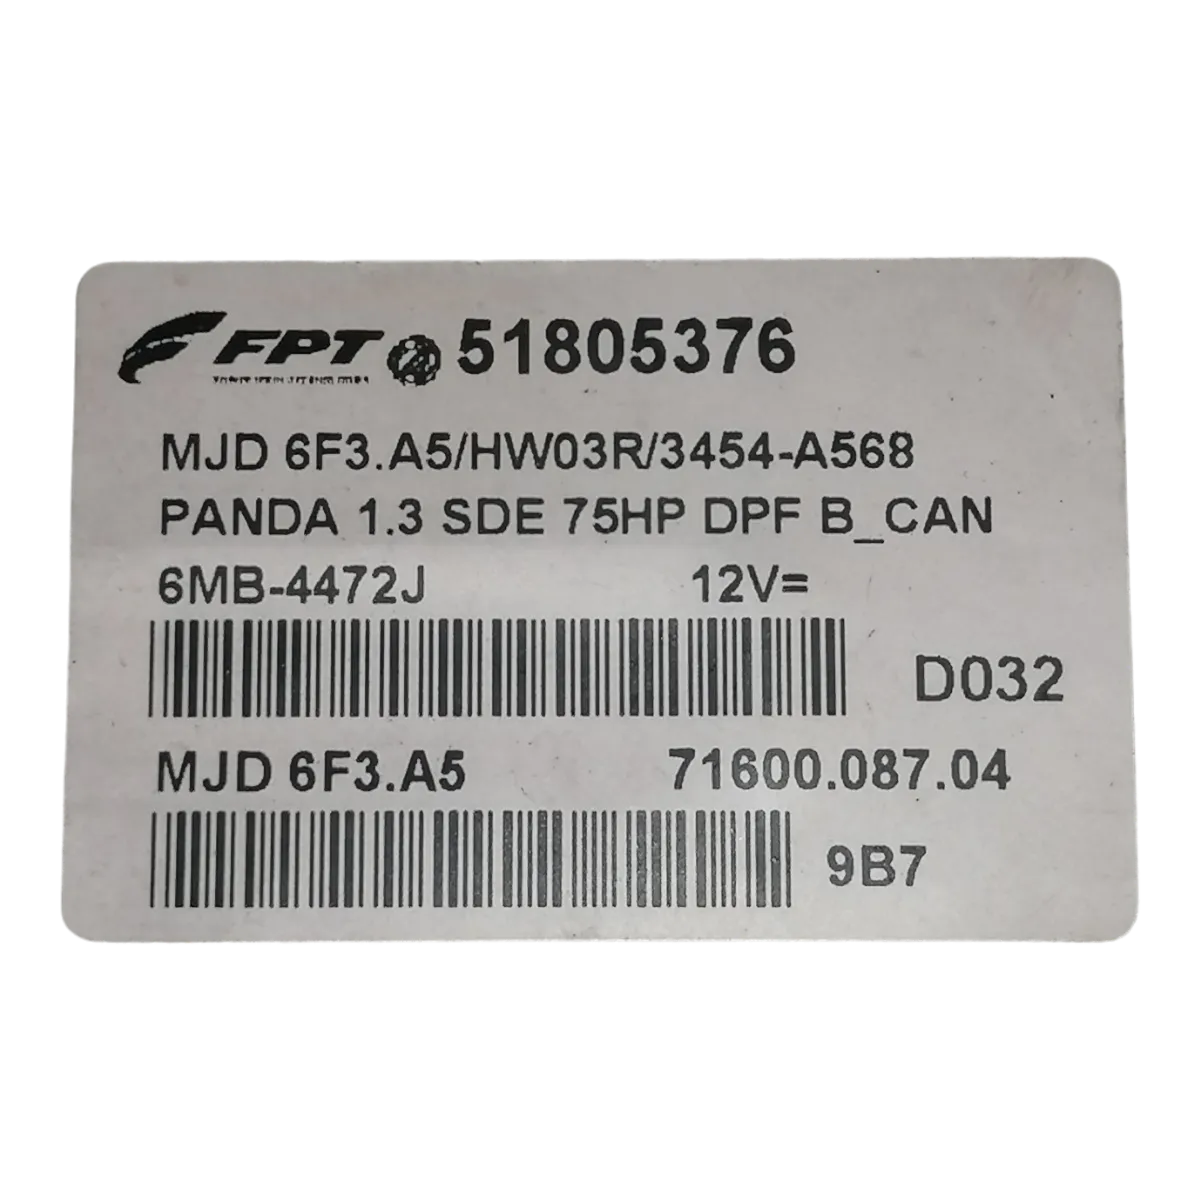 FPT 51805376
MJD 6F3.A5/HW03R/3454-A568
PANDA 1.3 SDE 75HP DPF B_CAN
6MB-4472J 12V=
D032
MJD 6F3.A5 71600.087.04
9B7